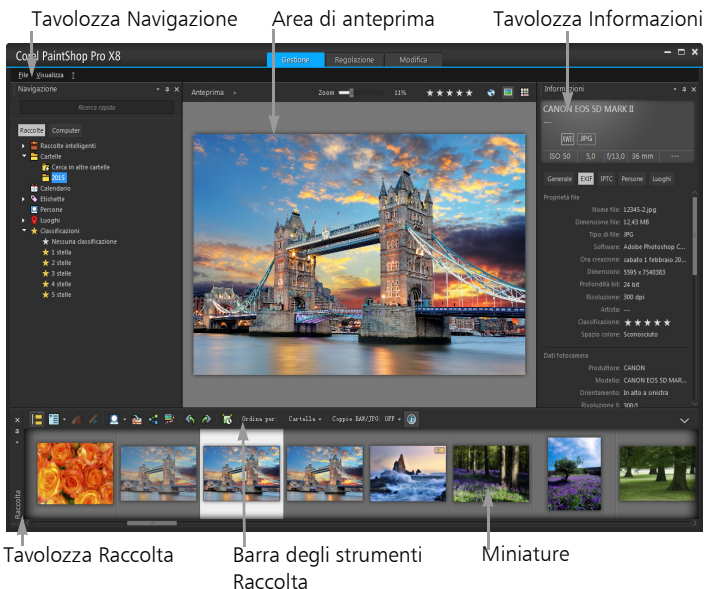 Tavolozza Navigazione
Area di anteprima
Tavolozza Informazioni
Corel PaintShop Pro X8
Gestione
Regolazione
Modifica
File
Visualizza
?
Navigazione
Ricerca rapida
Raccolte
Computer
Raccolte intelligenti
Cartelle
Cerca in altre cartelle
2015
Calendario
Etichette
Persone
Luoghi
Classificazioni
Nessuna classificazione
1 stella
2 stelle
3 stelle
4 stelle
5 stelle
Anteprima
Zoom
11%
Informazioni
CANON EOS 5D MARK II
---
AWB
JPG
ISO 50
5,0
f/13,0
36 mm
---
Generale
EXIF
IPTC
Persone
Luoghi
Proprietà file
Nome file: 12345-2.jpg
Dimensione file: 12,43 MB
Tipo di file: JPG
Software: Adobe Photoshop C...
Ora creazione: sabato 1 febbraio 20...
Dimensioni: 5595 x 7540383
Profondità bit: 24 bit
Risoluzione: 300 dpi
Artista: ---
Classificazione:
Spazio colore: Sconosciuto
Dati fotocamera
Produttore: CANON
Modello: CANON EOS 5D MAR...
Orientamento: In alto a sinistra
Risoluzione X: 300/1
Ordina per:
Cartella
Coppia RAW/JPG: OFF
Raccolta
Tavolozza Raccolta
Barra degli strumenti
Raccolta
Miniature